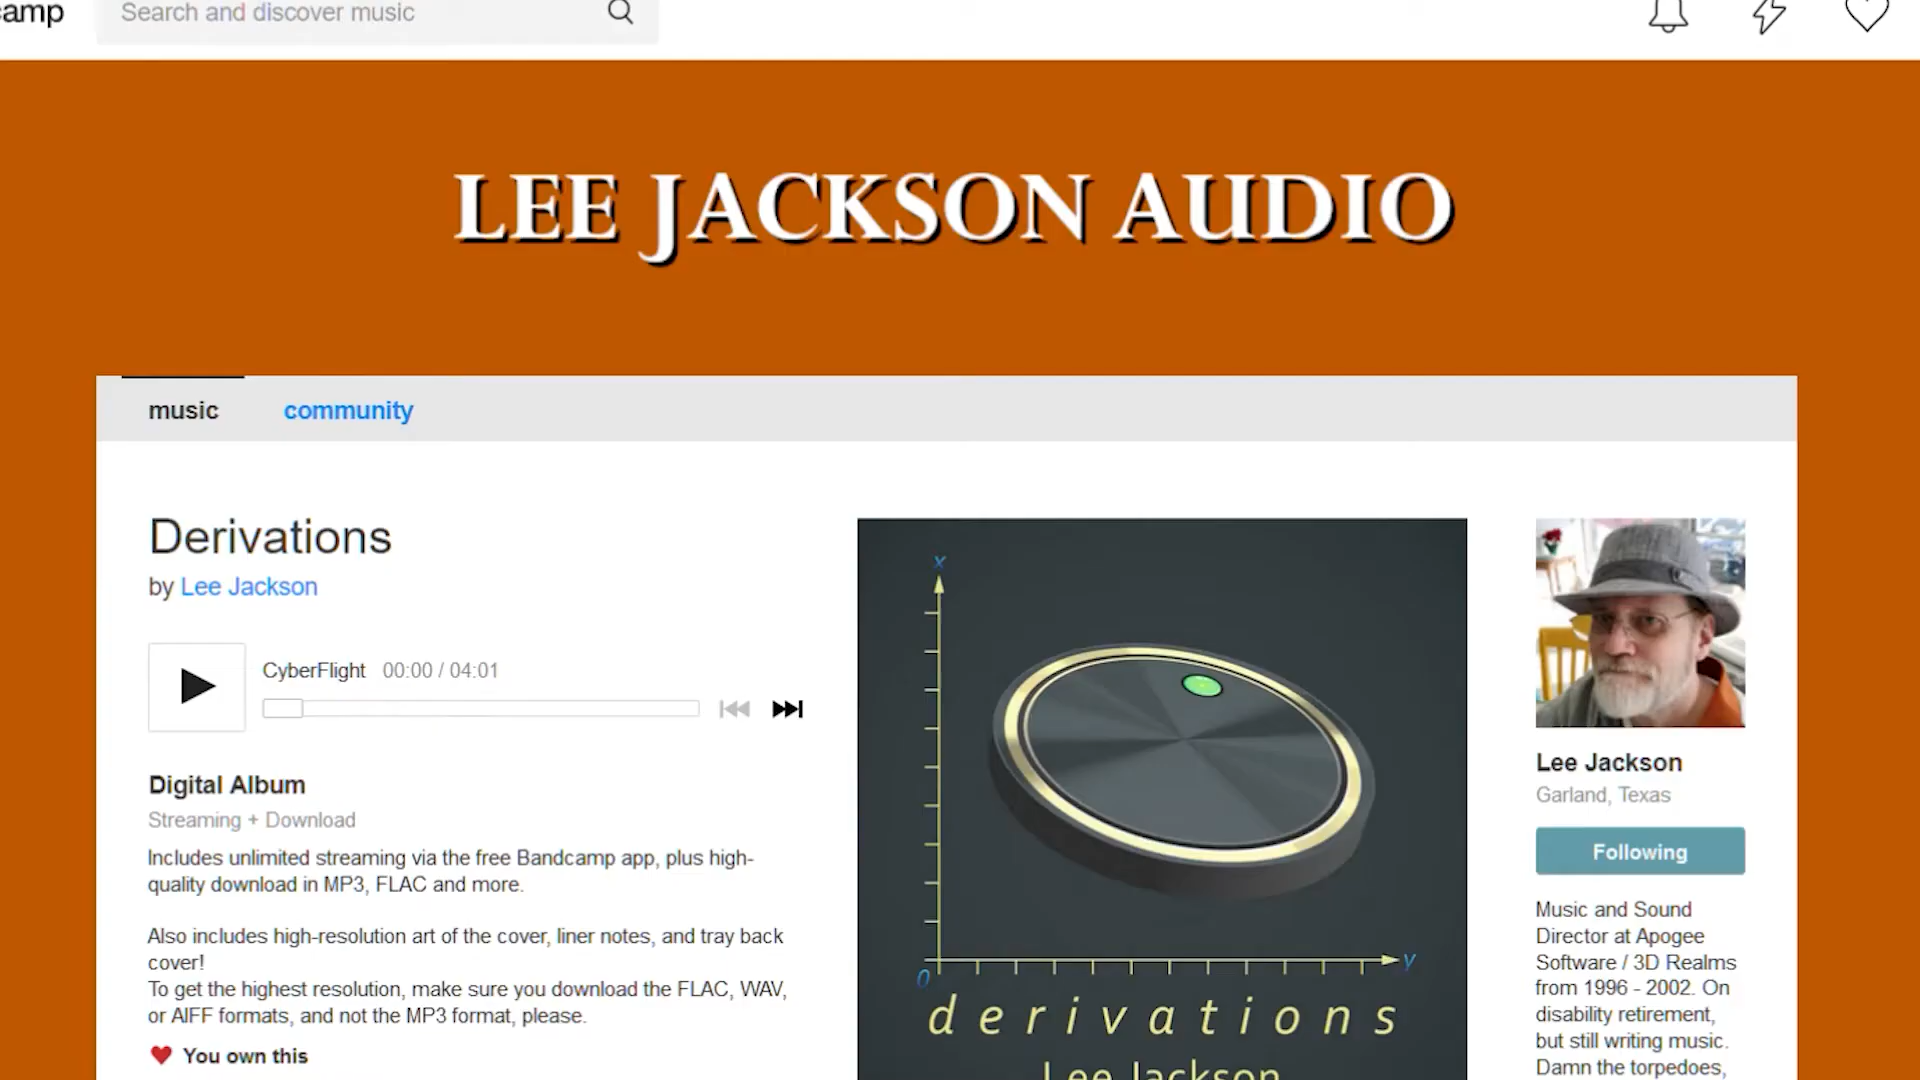 camp
Search and discover music
LEE JACKSON AUDIO
music
community
Derivations
by Lee Jackson
CyberFlight 00:00 / 04:01
Digital Album
Streaming + Download
Includes unlimited streaming via the free Bandcamp app, plus high-
quality download in MP3, FLAC and more.
Also includes high-resolution art of the cover, liner notes, and tray back
cover!
To get the highest resolution, make sure you download the FLAC, WAV,
or AIFF formats, and not the MP3 format, please.
You own this
x
0
y
derivations
Lee Jackson
Lee Jackson
Garland, Texas
Following
Music and Sound
Director at Apogee
Software / 3D Realms
from 1996 - 2002. On
disability retirement,
but still writing music.
Damn the torpedoes,